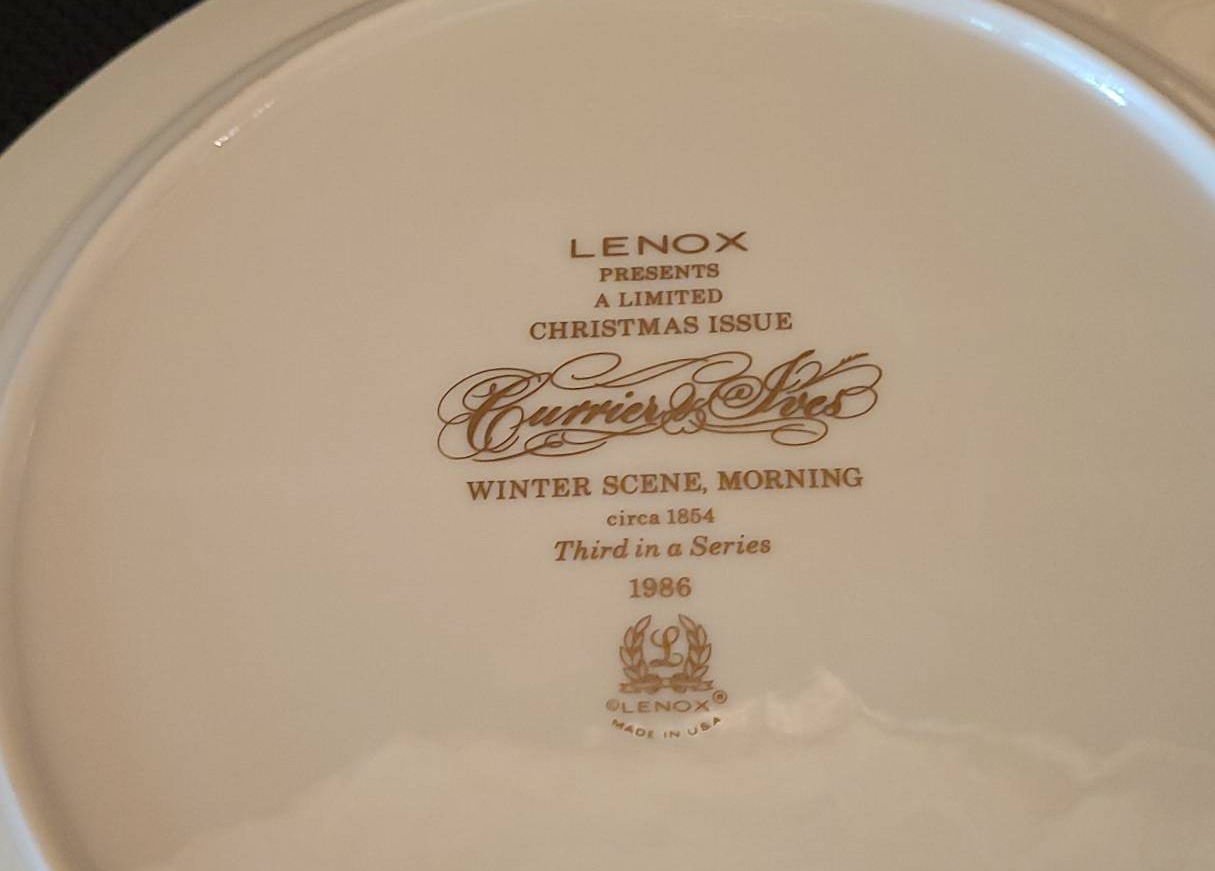 LENOX
PRESENTS
A LIMITED
CHRISTMAS ISSUE
Currier & Ives
WINTER SCENE, MORNING
circa 1854
Third in a Series
1986
L
©LENOX®
MADE IN USA